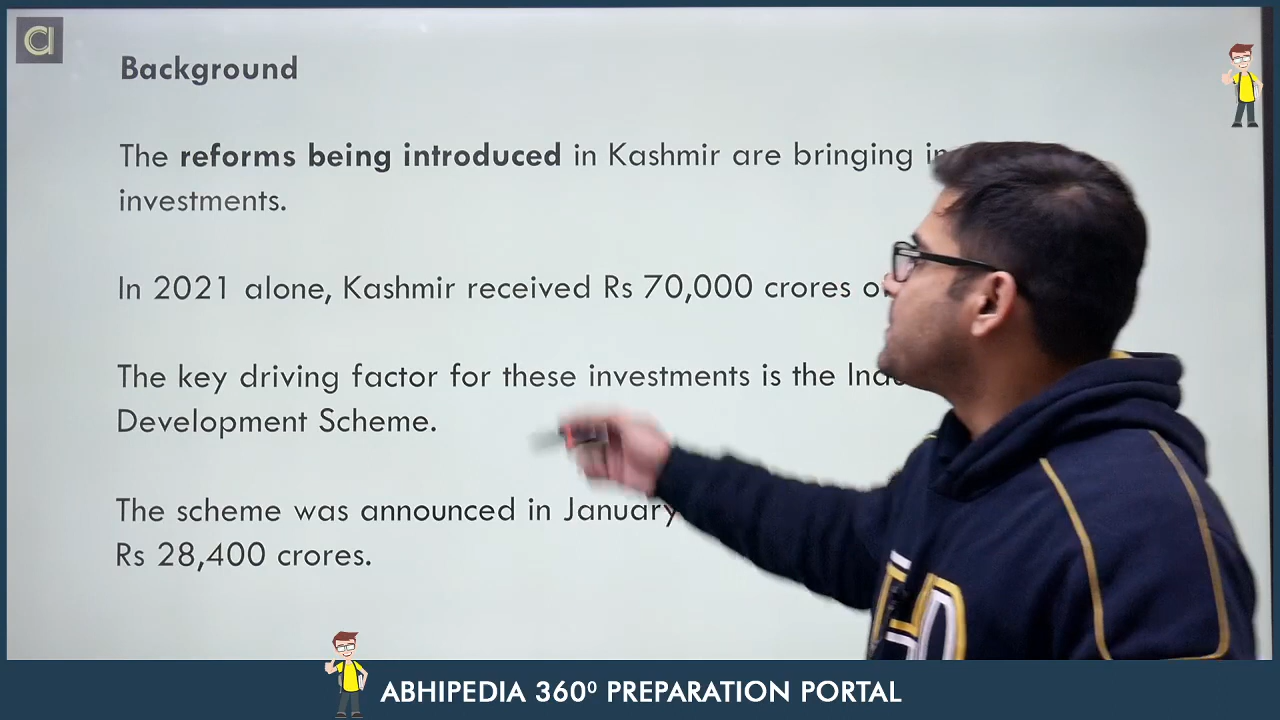 Background
The reforms being introduced in Kashmir are bringing in
investments.
In 2021 alone, Kashmir received Rs 70,000 crores
The key driving factor for these investments is the
Development Scheme.
The scheme was announced in January
Rs 28,400 crores.
ABHIPEDIA 360⁰ PREPARATION PORTAL